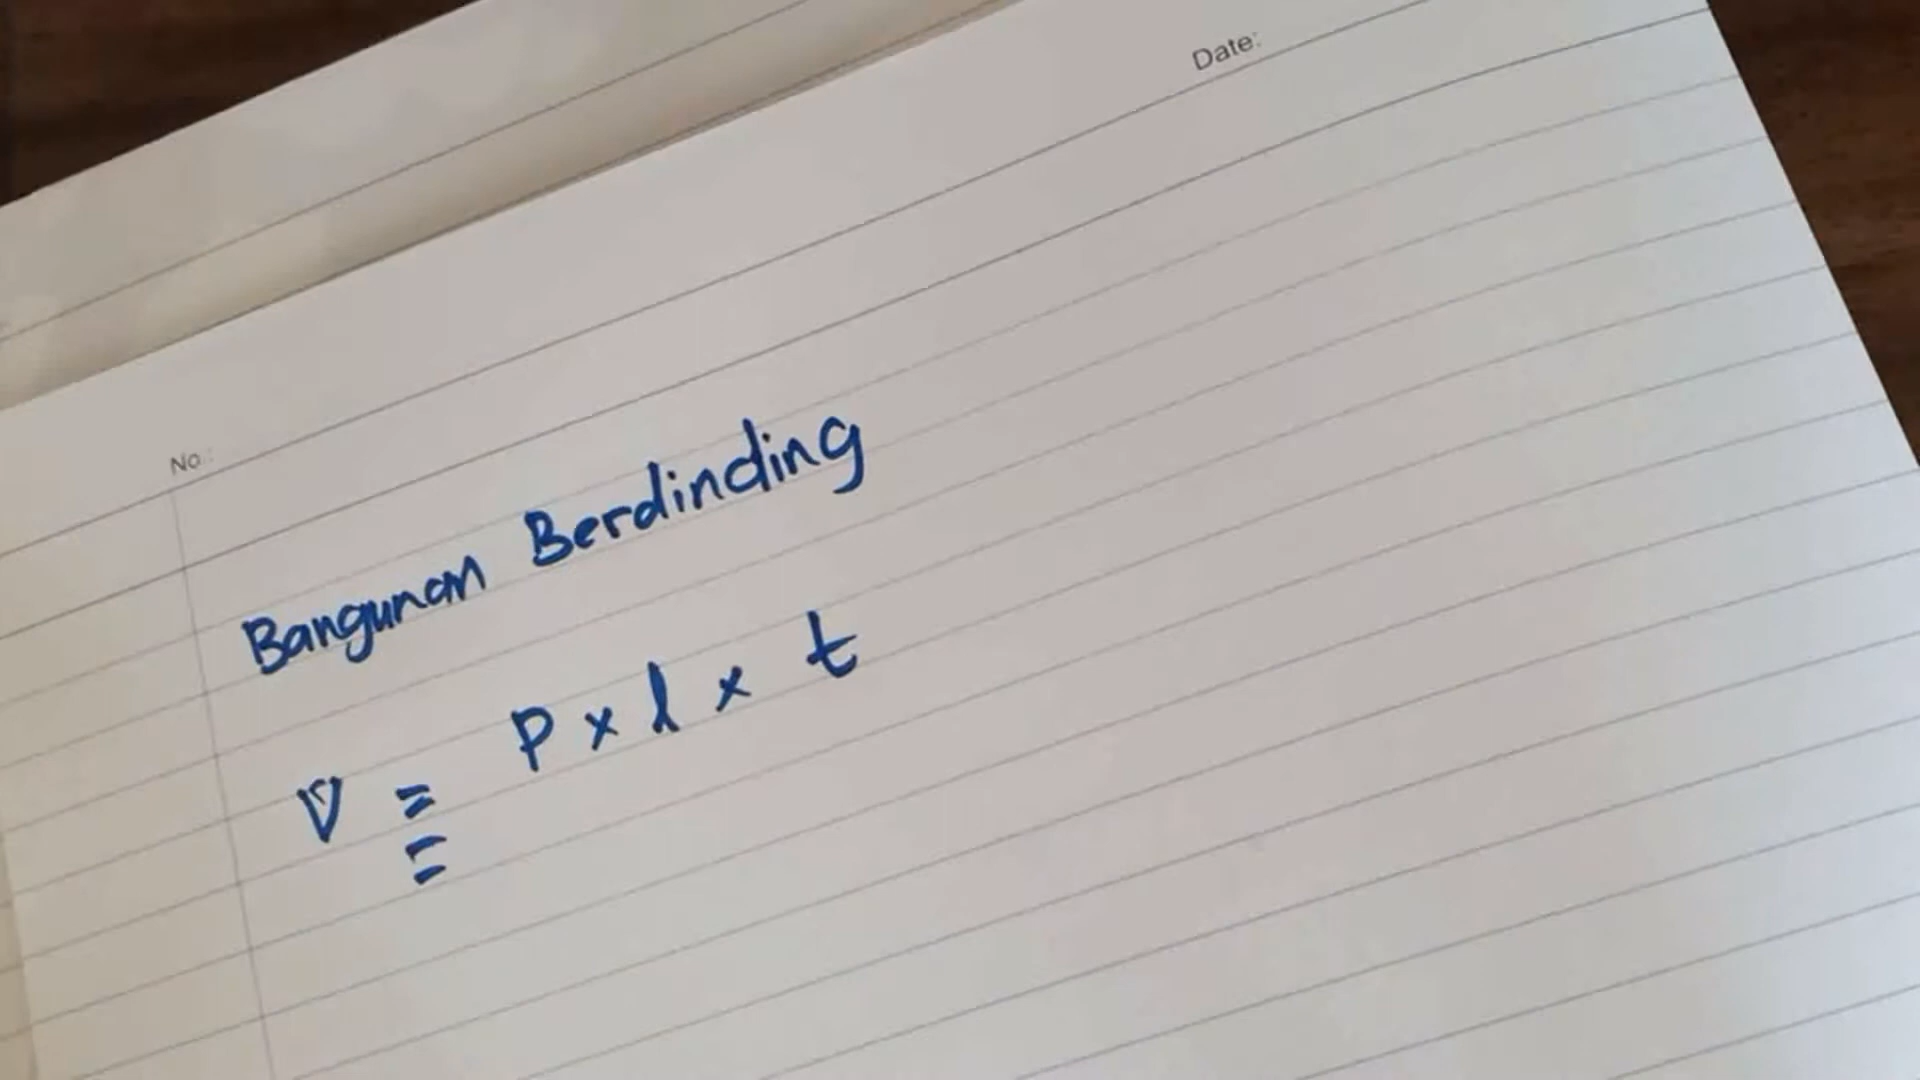 Date:
No.:
Bangunan Berdinding
V = p x l x t
=